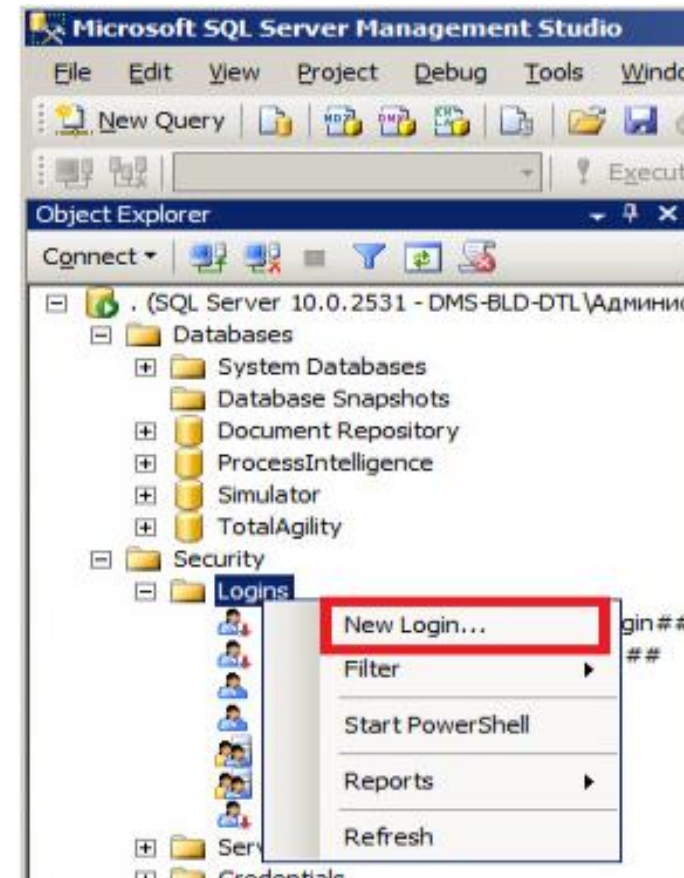 Microsoft SQL Server Management Studio
File Edit View Project Debug Tools
New Query
Connect
Object Explorer
. (SQL Server 10.0.2531 - DMS-BLD-DTL\
Databases
System Databases
Database Snapshots
Document Repository
ProcessIntelligence
Simulator
TotalAgility
Security
Logins
New Login...
##
Filter
##
Start PowerShell
Reports
Refresh
Credentials